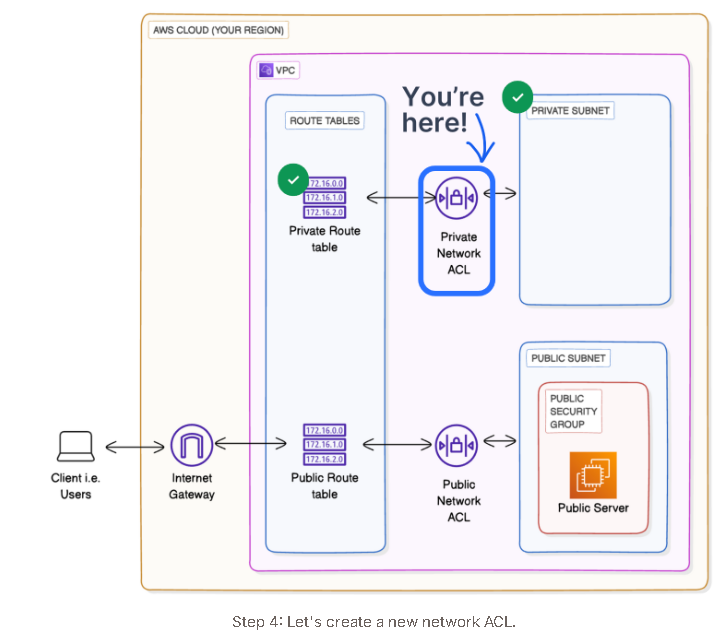 AWS CLOUD (YOUR REGION)
VPC
You're
here!
ROUTE TABLES
PRIVATE SUBNET
172.16.0.0
172.16.1.0
172.16.2.0
Private Route
table
Private
Network
ACL
PUBLIC SUBNET
PUBLIC
SECURITY
GROUP
172.16.0.0
172.16.1.0
172.16.2.0
Client i.e.
Users
Internet
Gateway
Public Route
table
Public
Network
ACL
Public Server
Step 4: Let's create a new network ACL.